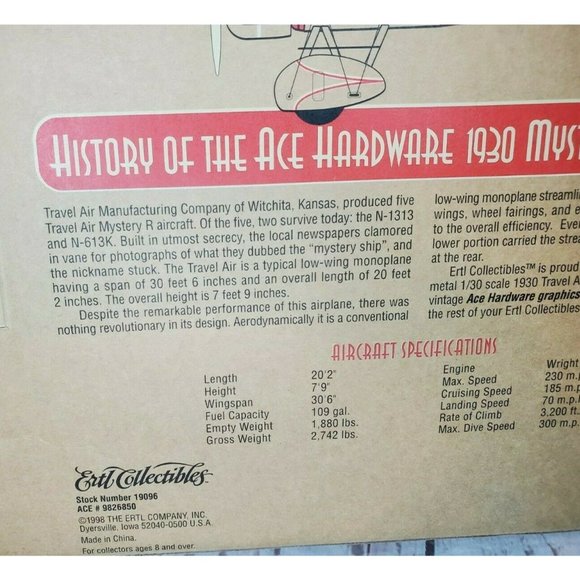 HISTORY OF THE ACE HARDWARE 1930
Travel Air Manufacturing Company of Witchita, Kansas, produced five
Travel Air Mystery R aircraft. Of the five, two survive today: the N-1313
and N-613K. Built in utmost secrecy, the local newspapers clamored
in vane for photographs of what they dubbed the "mystery ship", and
the nickname stuck. The Travel Air is a typical low-wing monoplane
having a span of 30 feet 6 inches and an overall length of 20 feet
2 inches. The overall height is 7 feet 9 inches.
Despite the remarkable performance of this airplane, there was
nothing revolutionary in its design. Aerodynamically it is a conventional
low-wing monoplane
wings, wheel fairings, and
to the overall efficiency.
lower portion carried the
at the rear.
Ertl Collectibles™ is proud
metal 1/30 scale 1930 Travel
vintage Ace Hardware graphics
the rest of your Ertl Collectibles
AIRCRAFT SPECIFICATIONS
Length 20'2"
Height 7'9"
Wingspan 30'6"
Fuel Capacity 109 gal.
Empty Weight 1,880 lbs.
Gross Weight 2,742 lbs.
Engine Wright
Max. Speed 230
Cruising Speed 185
Landing Speed 70
Rate of Climb 3,200
Max. Dive Speed 300
Ertl Collectibles
Stock Number 19096
ACE # 9826850
©1998 THE ERTL COMPANY, INC.
Dyersville, Iowa 52040-0500 U.S.A.
Made in China.
For collectors ages 8 and over.